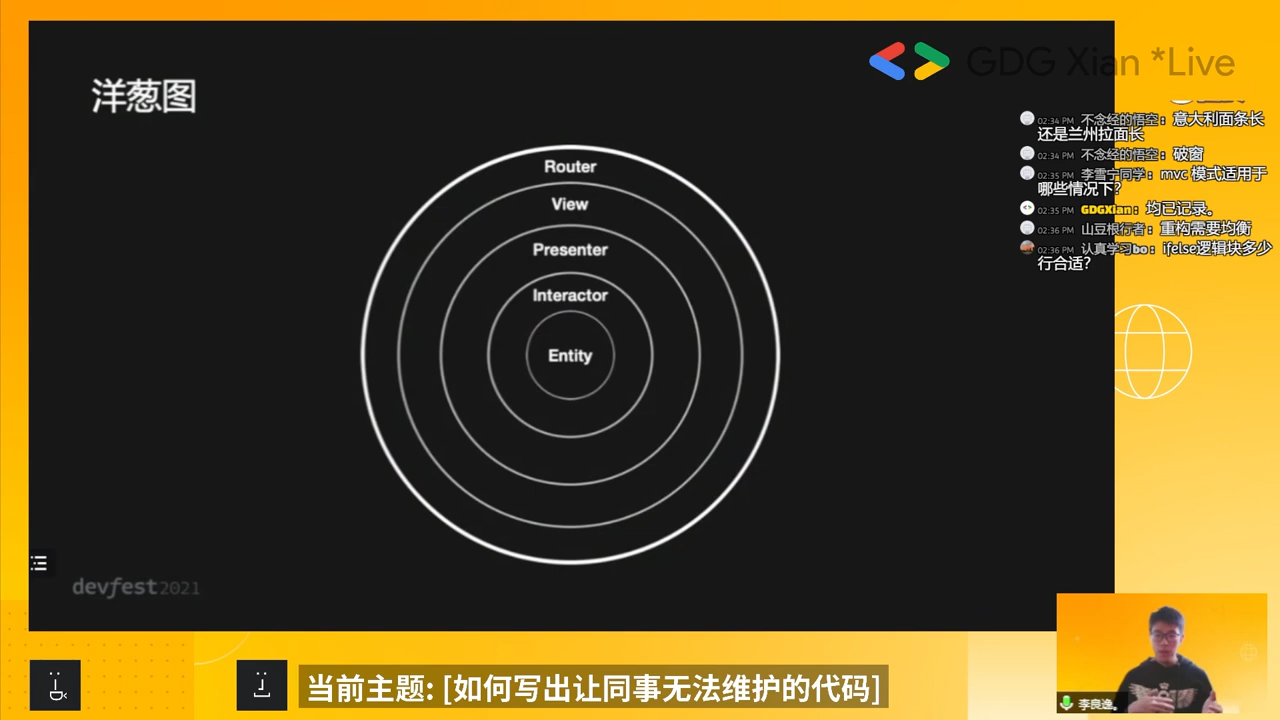 洋葱图
GDG Xian *Live
Router
View
Presenter
Interactor
Entity
devfest 2021
02:34 PM 不念经的悟空: 意大利面条长
还是兰州拉面长
02:34 PM 不念经的悟空: 破窗
02:35 PM 李雪宁同学: mvc 模式适用于
哪些情况下?
02:35 PM GDGXian: 均已记录。
02:36 PM 山豆根行者: 重构需要均衡
02:36 PM 认真学习bo: ifelse逻辑块多少
行合适?
当前主题: [如何写出让同事无法维护的代码]
李良逸。